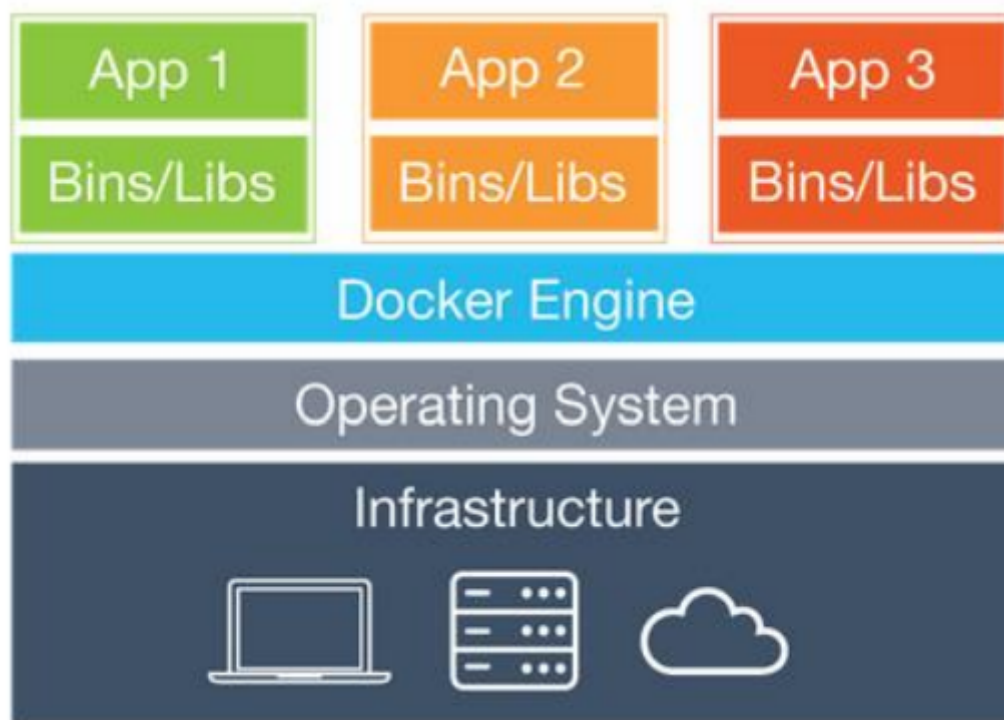 App 1
App 2
App 3
Bins/Libs
Bins/Libs
Bins/Libs
Docker Engine
Operating System
Infrastructure